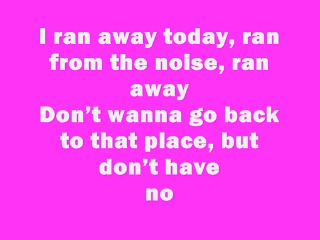 I ran away today, ran
from the noise, ran
away
Don’t wanna go back
to that place, but
don’t have
no